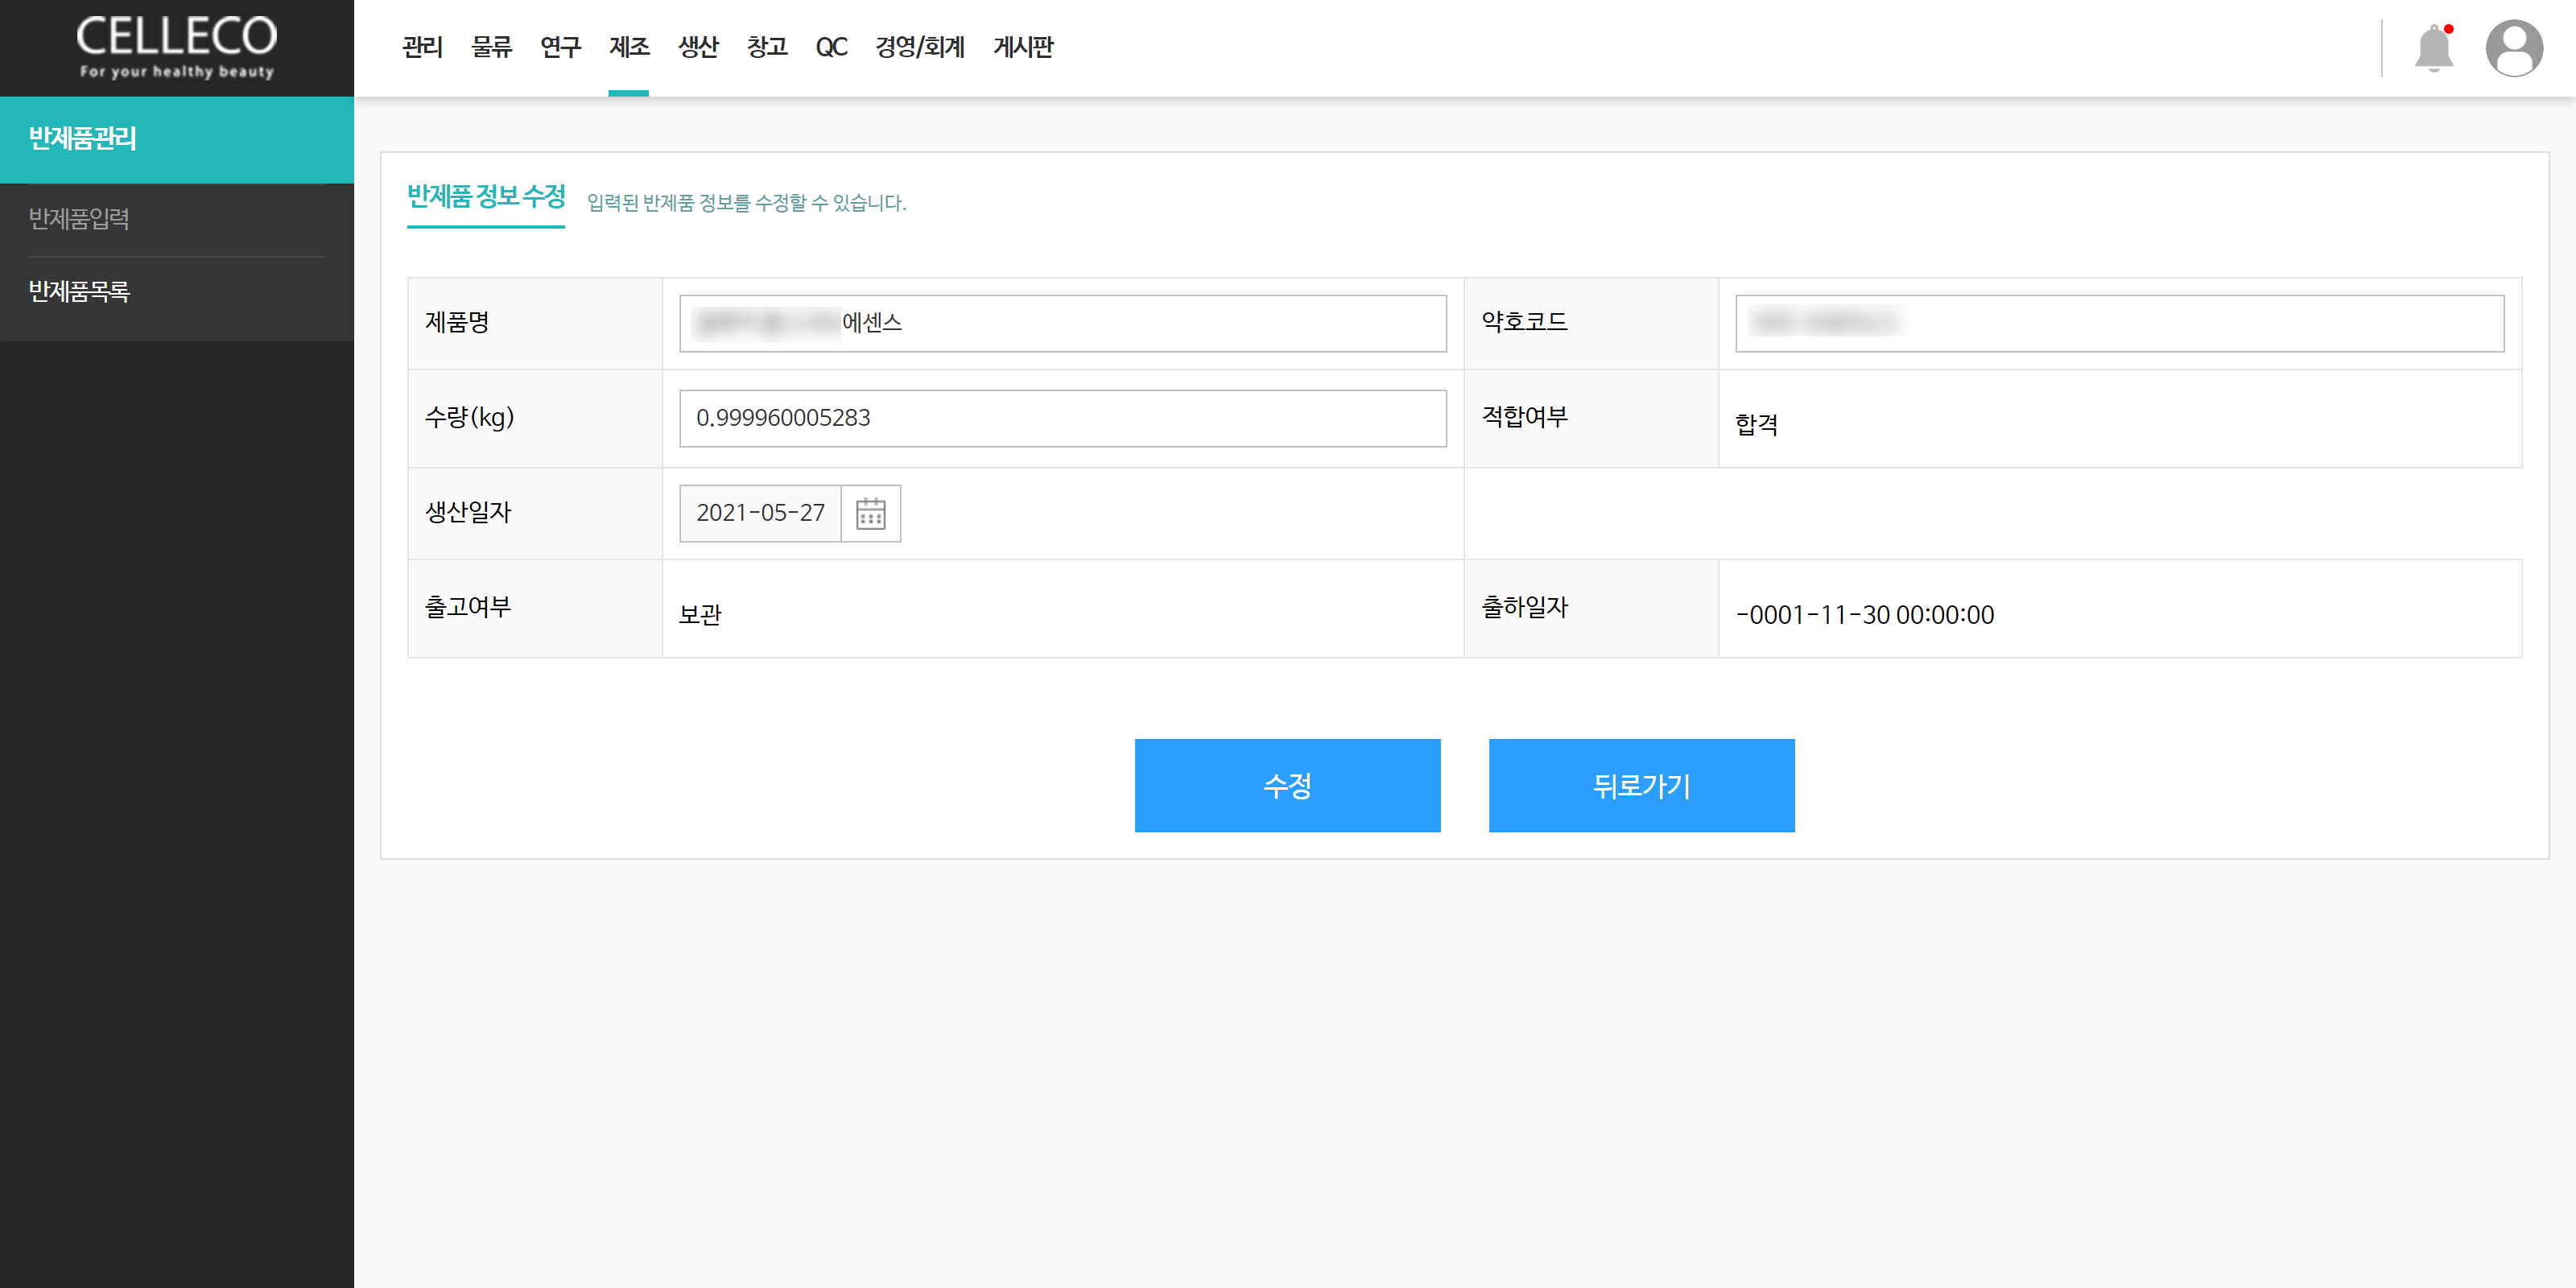 CELLECO
For your healthy beauty
관리 물류 연구 제조 생산 창고 QC 경영/회계 게시판
반제품관리
반제품입력
반제품목록
반제품 정보 수정 입력된 반제품 정보를 수정할 수 있습니다.
제품명 에센스 약호코드
수량(kg) 0.999960005283 적합여부 합격
생산일자 2021-05-27
출고여부 보관 출하일자 -0001-11-30 00:00:00
수정 뒤로가기